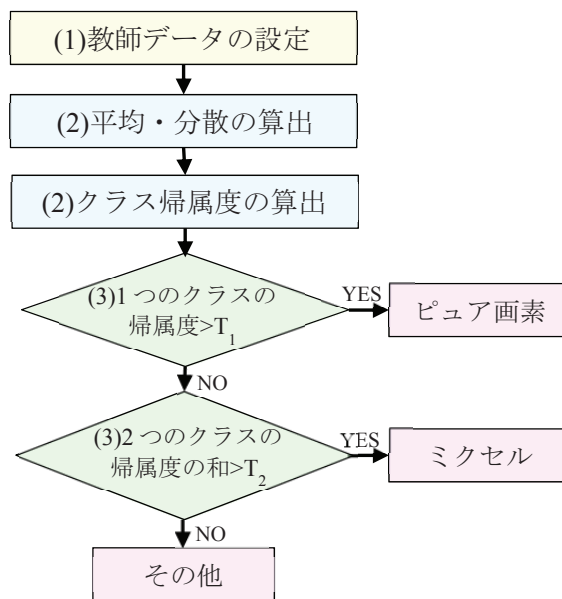 (1)教師データの設定
(2)平均・分散の算出
(2)クラス帰属度の算出
(3)1つのクラスの
帰属度>T1
YES
ピュア画素
NO
(3)2つのクラスの
帰属度の和>T2
YES
ミクセル
NO
その他